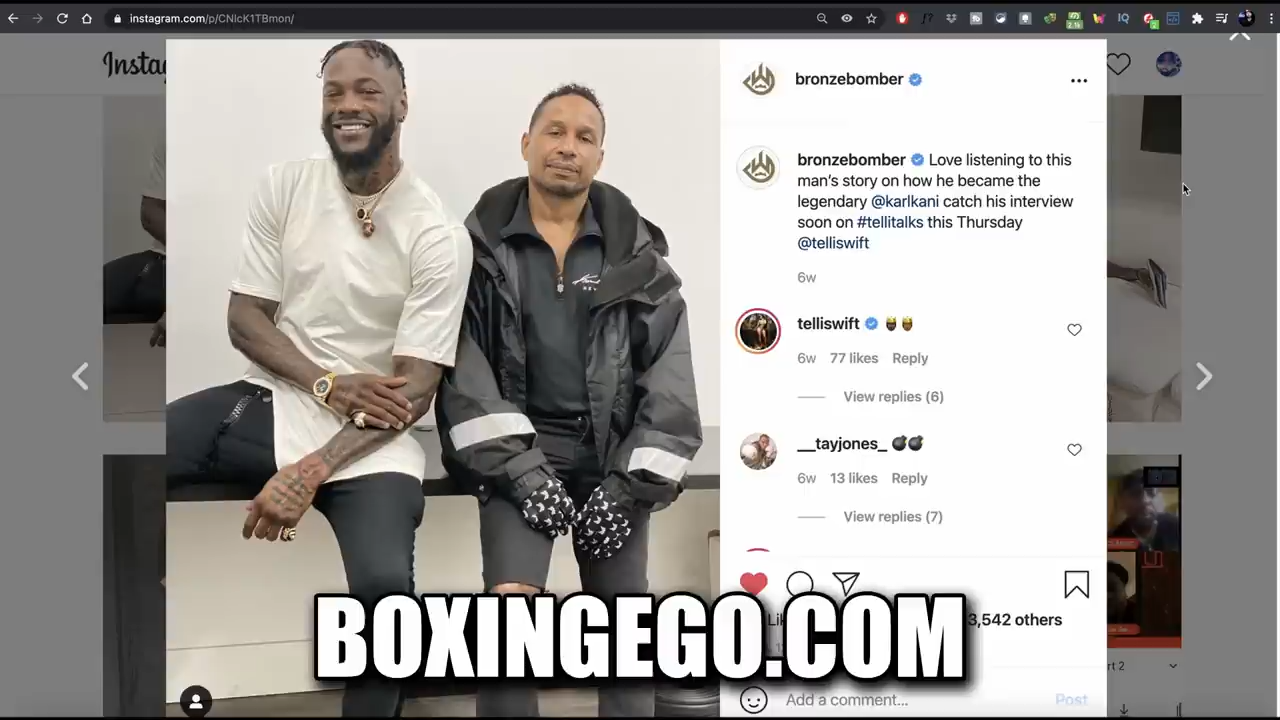 instagram.com/p/CNIcK1TBmon/
Insta
bronzebomber
bronzebomber Love listening to this
man's story on how he became the
legendary @karlkani catch his interview
soon on #tellitalks this Thursday
@telliswift
6w
telliswift
6w 77 likes Reply
View replies (6)
__tayjones_
6w 13 likes Reply
View replies (7)
3,542 others
BOXINGEGO.COM
Add a comment... Post